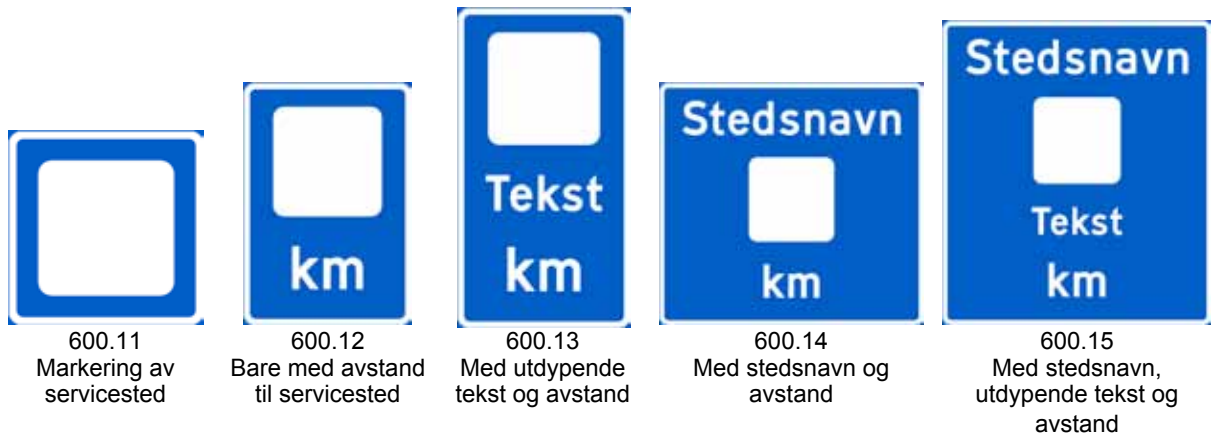 km
Tekst
km
Stedsnavn
km
Stedsnavn
Tekst
km
600.11
Markering av
servicested
600.12
Bare med avstand
til servicested
600.13
Med utdypende
tekst og avstand
600.14
Med stedsnavn og
avstand
600.15
Med stedsnavn,
utdypende tekst og
avstand